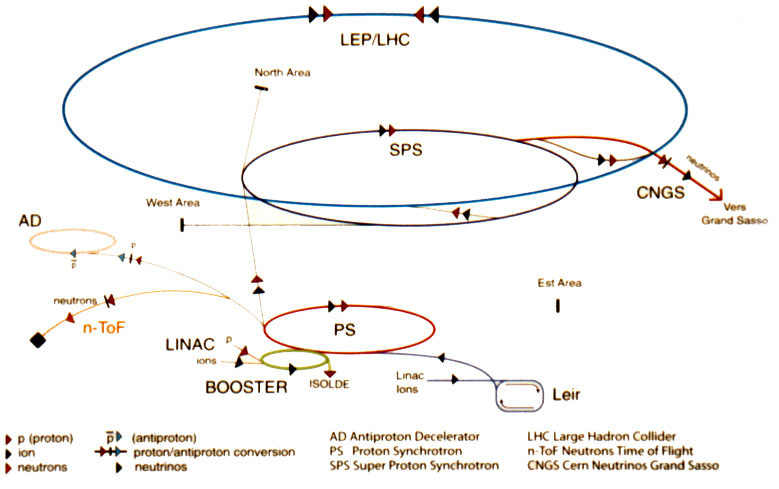 LEP/LHC
North Area
SPS
neutrinos
CNGS
Vers
Grand Sasso
West Area
AD
p
p̅
Est Area
neutrons
n-ToF
PS
LINAC
p
ions
BOOSTER
ISOLDE
Linac
Ions
Leir
p (proton)
ion
neutrons
p̅ (antiproton)
proton/antiproton conversion
neutrinos
AD Antiproton Decelerator
PS Proton Synchrotron
SPS Super Proton Synchrotron
LHC Large Hadron Collider
n-ToF Neutrons Time of Flight
CNGS Cern Neutrinos Grand Sasso